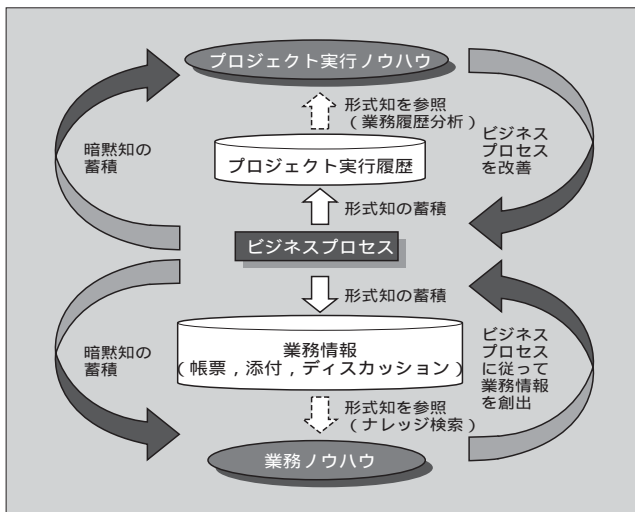 プロジェクト実行ノウハウ
形式知を参照
（業務履歴分析）
暗黙知の
蓄積
プロジェクト実行履歴
ビジネス
プロセス
を改善
形式知の蓄積
ビジネスプロセス
形式知の蓄積
暗黙知の
蓄積
業務情報
（帳票，添付，ディスカッション）
ビジネス
プロセス
に従って
業務情報
を創出
形式知を参照
（ナレッジ検索）
業務ノウハウ